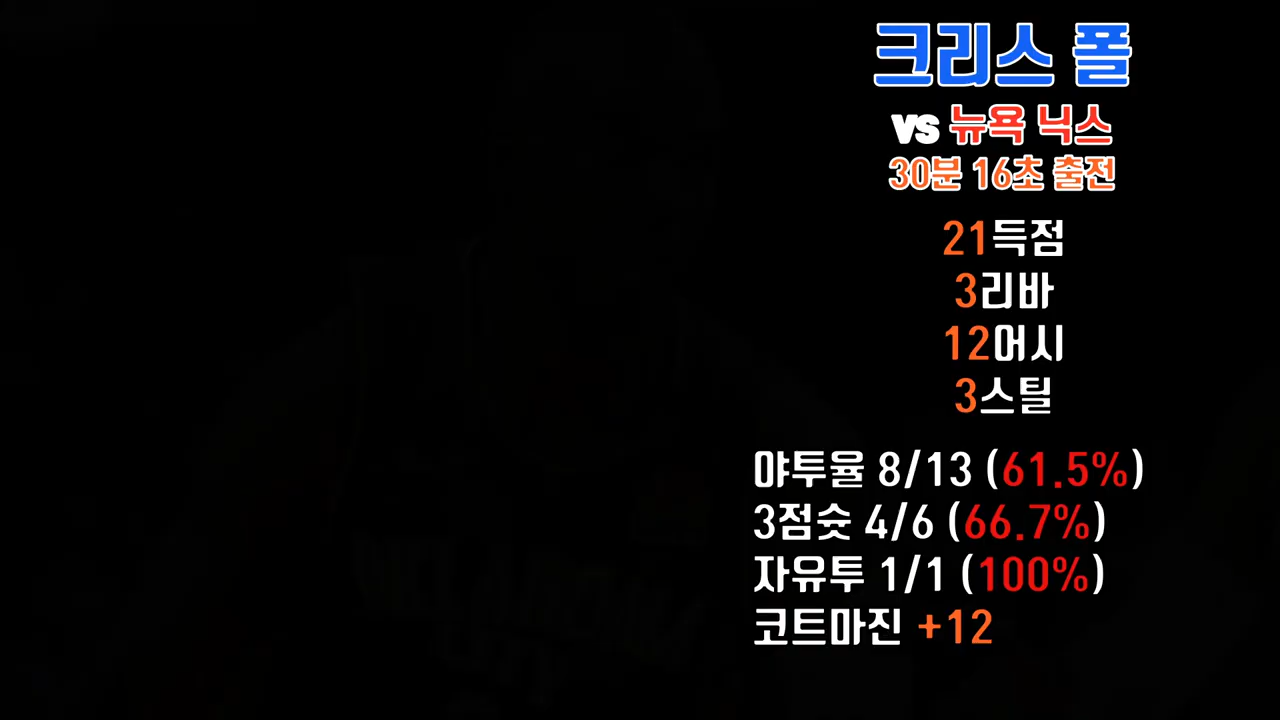 크리스 폴
vs 뉴욕 닉스
30분 16초 출전
21득점
3리바
12어시
3스틸
야투율 8/13 (61.5%)
3점슛 4/6 (66.7%)
자유투 1/1 (100%)
코트마진 +12